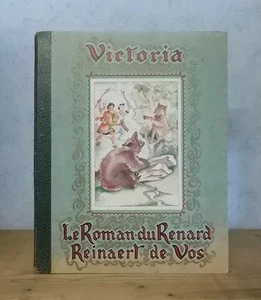 Victoria
Le Roman du Renard
Reinaert de Vos